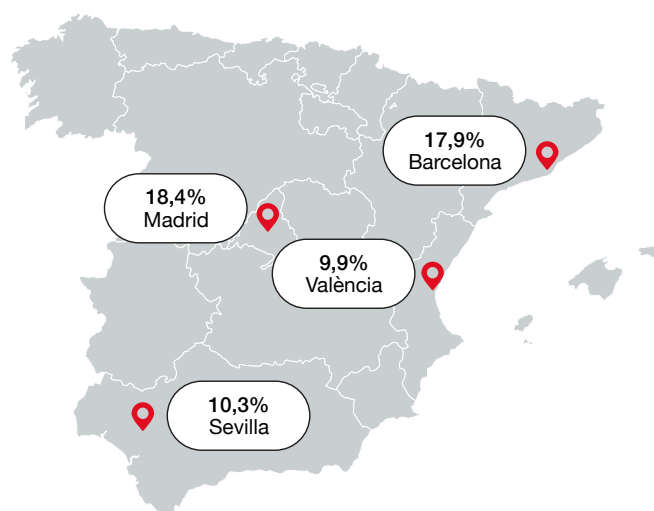 17,9%
Barcelona
18,4%
Madrid
9,9%
València
10,3%
Sevilla